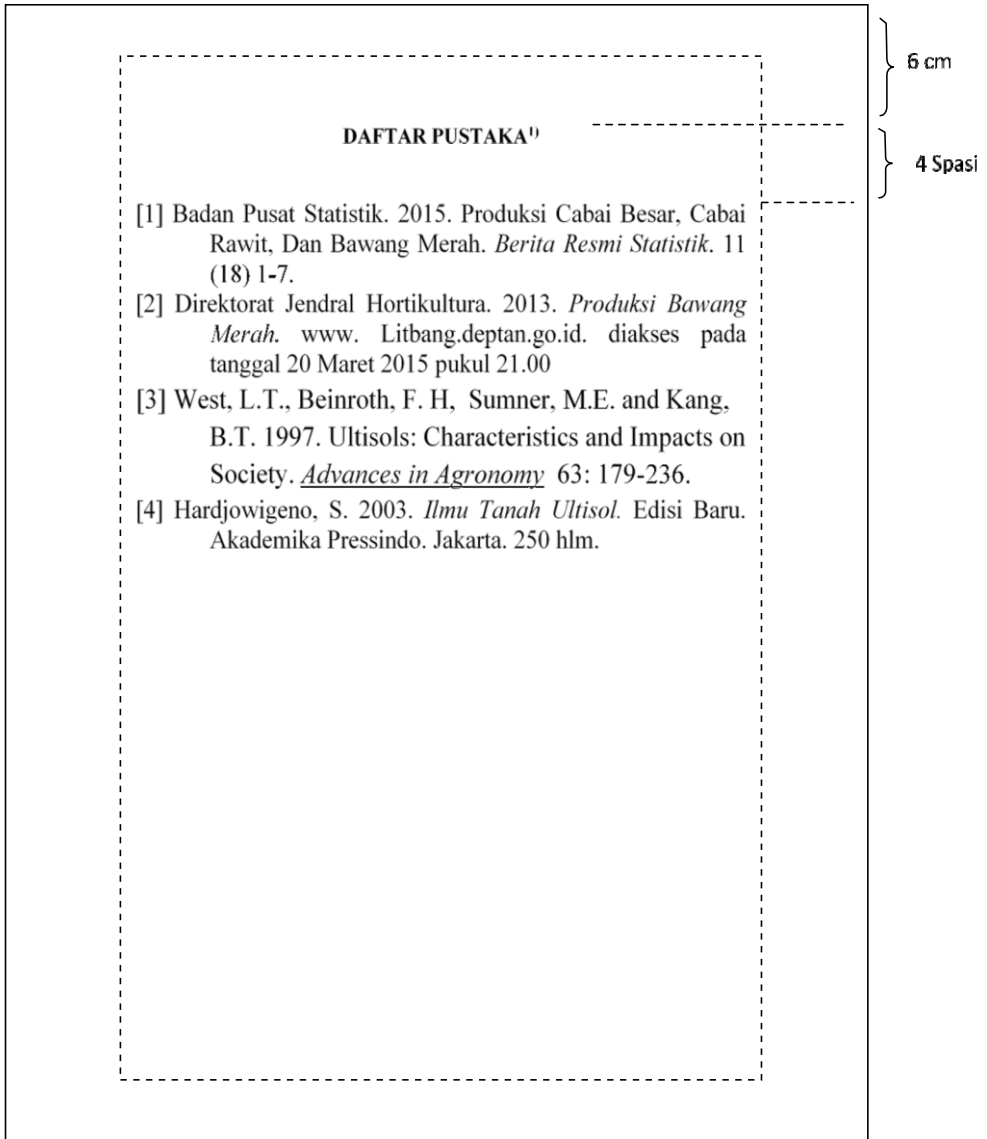 6 cm
DAFTAR PUSTAKA¹⁾
4 Spasi
[1] Badan Pusat Statistik. 2015. Produksi Cabai Besar, Cabai
Rawit, Dan Bawang Merah. Berita Resmi Statistik. 11
(18) 1-7.
[2] Direktorat Jendral Hortikultura. 2013. Produksi Bawang
Merah. www. Litbang.deptan.go.id. diakses pada
tanggal 20 Maret 2015 pukul 21.00
[3] West, L.T., Beinroth, F. H, Sumner, M.E. and Kang,
B.T. 1997. Ultisols: Characteristics and Impacts on
Society. Advances in Agronomy 63: 179-236.
[4] Hardjowigeno, S. 2003. Ilmu Tanah Ultisol. Edisi Baru.
Akademika Pressindo. Jakarta. 250 hlm.